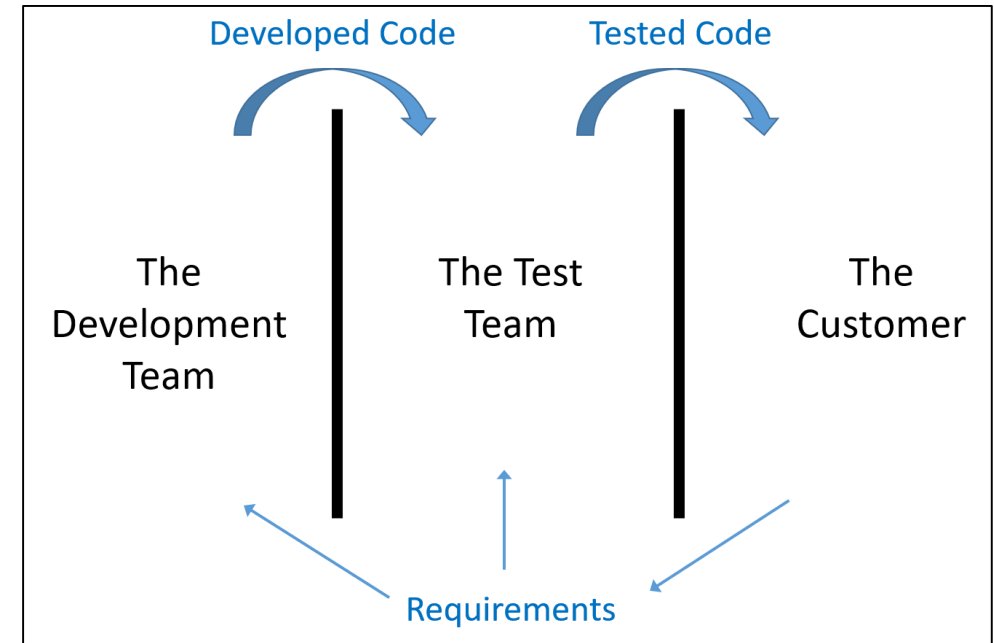 Developed Code
Tested Code
The
Development
Team
The Test
Team
The
Customer
Requirements